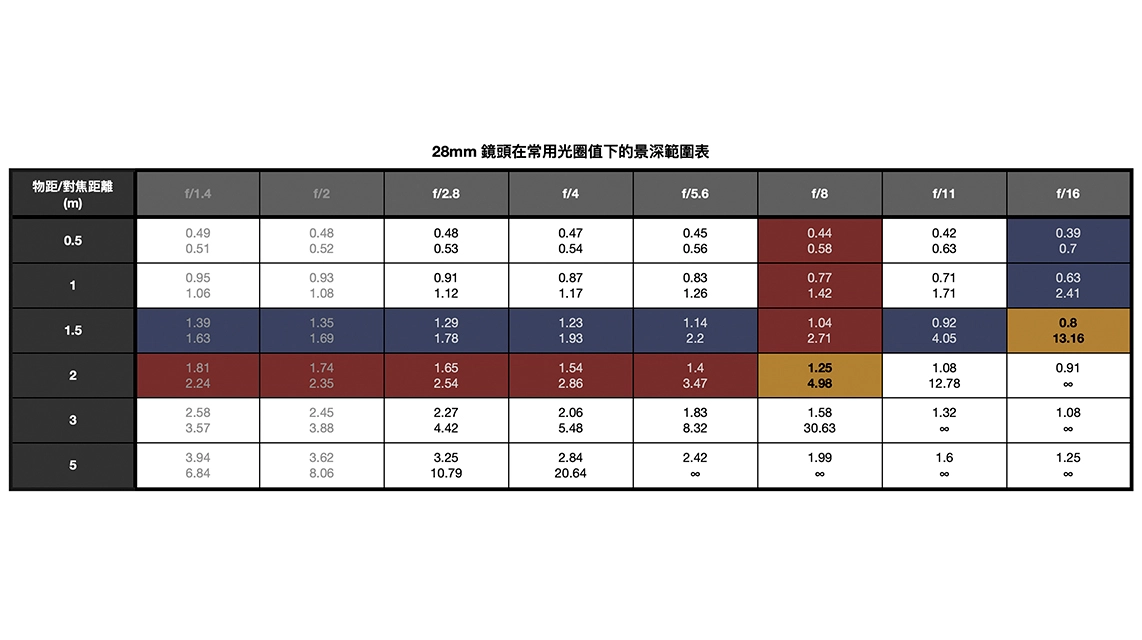 28mm 鏡頭在常用光圈值下的景深範圍表
物距/對焦距離 f/1.4 f/2 f/2.8 f/4 f/5.6 f/8 f/11 f/16
(m)
0.5 0.49 0.48 0.48 0.47 0.45 0.44 0.42 0.39
0.51 0.52 0.53 0.54 0.56 0.58 0.63 0.7
1 0.95 0.93 0.91 0.87 0.83 0.77 0.71 0.63
1.06 1.08 1.12 1.17 1.26 1.42 1.71 2.41
1.5 1.39 1.35 1.29 1.23 1.14 1.04 0.92 0.8
1.63 1.69 1.78 1.93 2.2 2.71 4.05 13.16
2 1.81 1.74 1.65 1.54 1.4 1.25 1.08 0.91
2.24 2.35 2.54 2.86 3.47 4.98 12.78 ∞
3 2.58 2.45 2.27 2.06 1.83 1.58 1.32 1.08
3.57 3.88 4.42 5.48 8.32 30.63 ∞ ∞
5 3.94 3.62 3.25 2.84 2.42 1.99 1.6 1.25
6.84 8.06 10.79 20.64 ∞ ∞ ∞ ∞